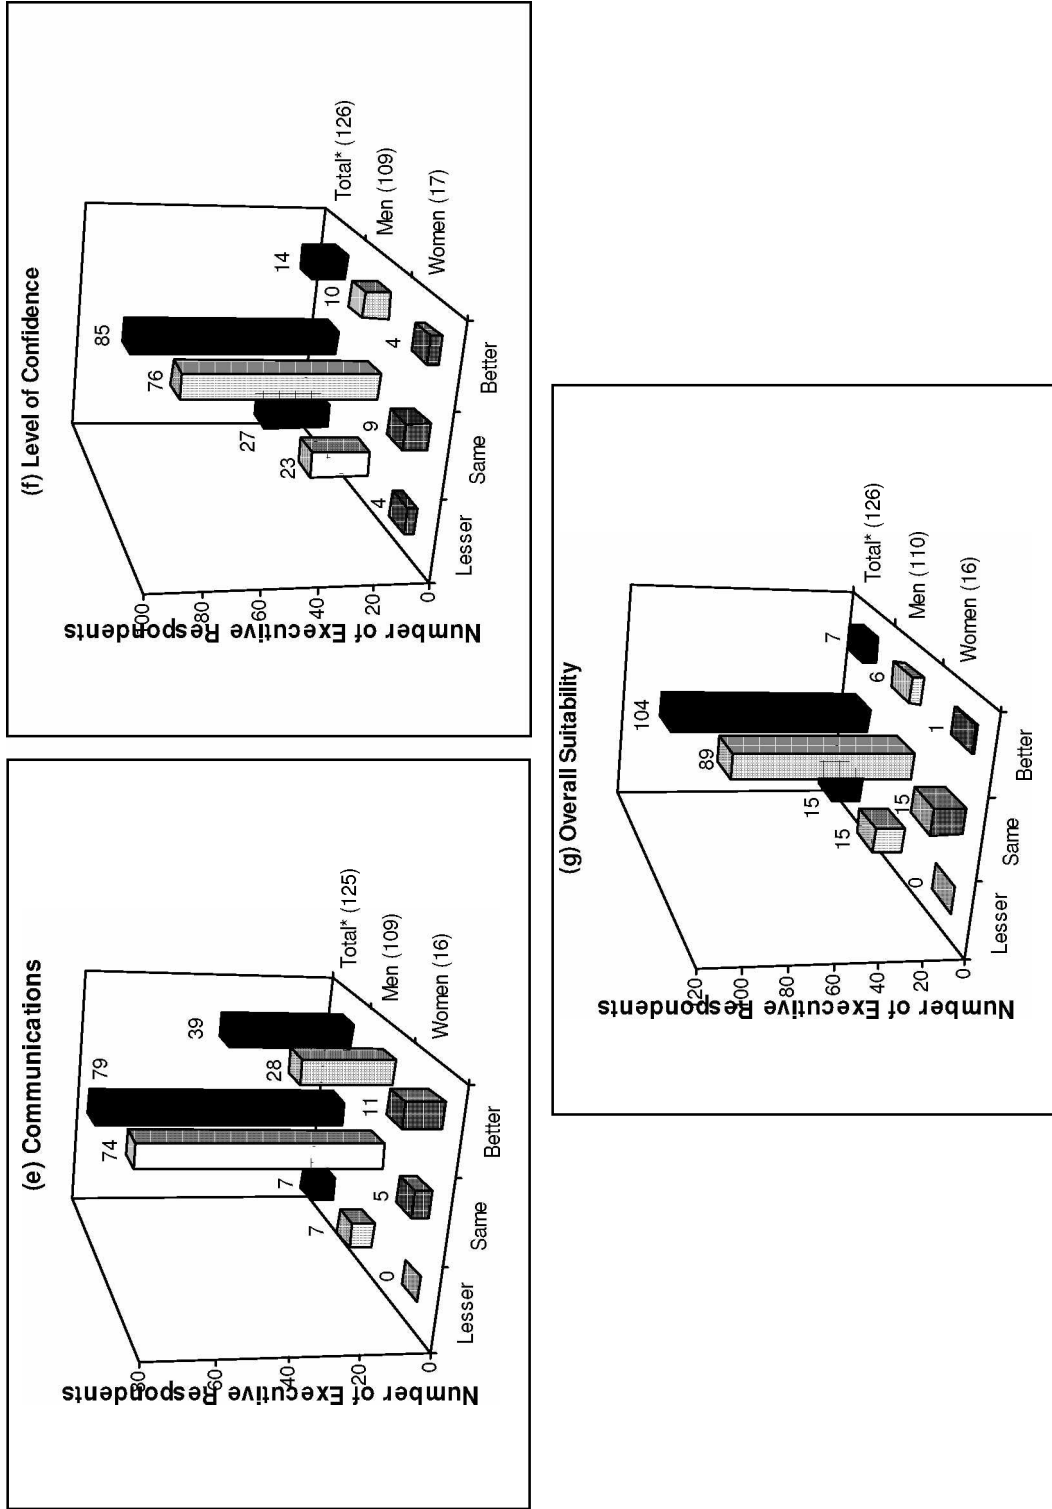 (e) Communications
Number of Executive Respondents
80
60
40
20
0
79
39
74
28
7
7
11
5
0
Lesser
Same
Better
Total* (125)
Men (109)
Women (16)
(f) Level of Confidence
Number of Executive Respondents
100
80
60
40
20
0
85
14
76
10
27
23
4
9
4
Lesser
Same
Better
Total* (126)
Men (109)
Women (17)
(g) Overall Suitability
Number of Executive Respondents
120
100
80
60
40
20
0
104
7
89
6
15
15
1
15
0
Lesser
Same
Better
Total* (126)
Men (110)
Women (16)